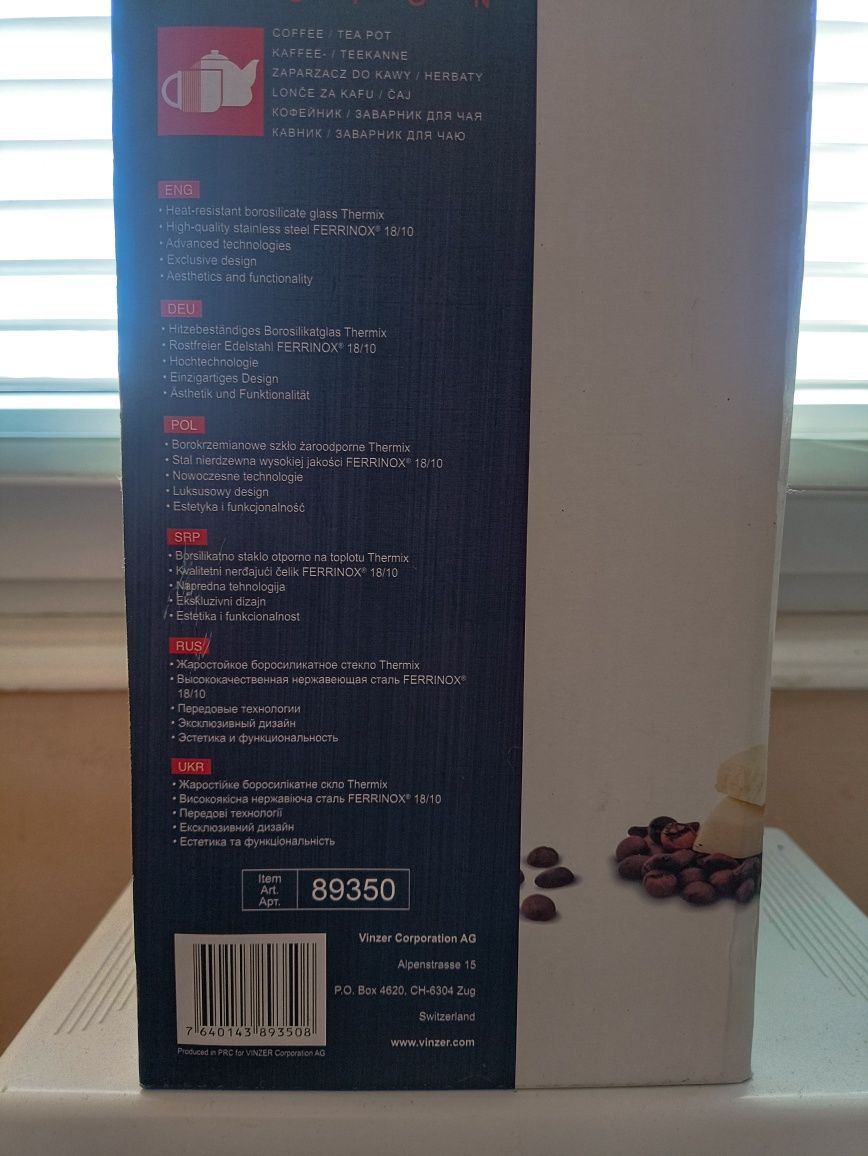 COFFEE / TEA POT
KAFFEE- / TEEKANNE
ZAPARZACZ DO KAWY / HERBATY
LONČE ZA KAFU / ČAJ
КОФЕЙНИК / ЗАВАРНИК ДЛЯ ЧАЯ
КАВНИК / ЗАВАРНИК ДЛЯ ЧАЮ
ENG
• Heat-resistant borosilicate glass Thermix
• High-quality stainless steel FERRINOX® 18/10
• Advanced technologies
• Exclusive design
• Aesthetics and functionality
DEU
• Hitzebeständiges Borosilikatglas Thermix
• Rostfreier Edelstahl FERRINOX® 18/10
• Hochtechnologie
• Einzigartiges Design
• Ästhetik und Funktionalität
POL
• Borokrzemianowe szkło żaroodporne Thermix
• Stal nierdzewna wysokiej jakości FERRINOX® 18/10
• Nowoczesne technologie
• Luksusowy design
• Estetyka i funkcjonalność
SRP
• Borsilikatno staklo otporno na toplotu Thermix
• Kvalitetni nerđajući čelik FERRINOX® 18/10
• Napredna tehnologija
• Ekskluzivni dizajn
• Estetika i funkcionalnost
RUS
• Жаростойкое боросиликатное стекло Thermix
• Высококачественная нержавеющая сталь FERRINOX®
18/10
• Передовые технологии
• Эксклюзивный дизайн
• Эстетика и функциональность
UKR
• Жаростійке боросилікатне скло Thermix
• Високоякісна нержавіюча сталь FERRINOX® 18/10
• Передові технології
• Ексклюзивний дизайн
• Естетика та функціональність
Item
Art.
Арт.
89350
Vinzer Corporation AG
Alpenstrasse 15
P.O. Box 4620, CH-6304 Zug
Switzerland
www.vinzer.com
7 640143 893508
Produced in PRC for VINZER Corporation AG